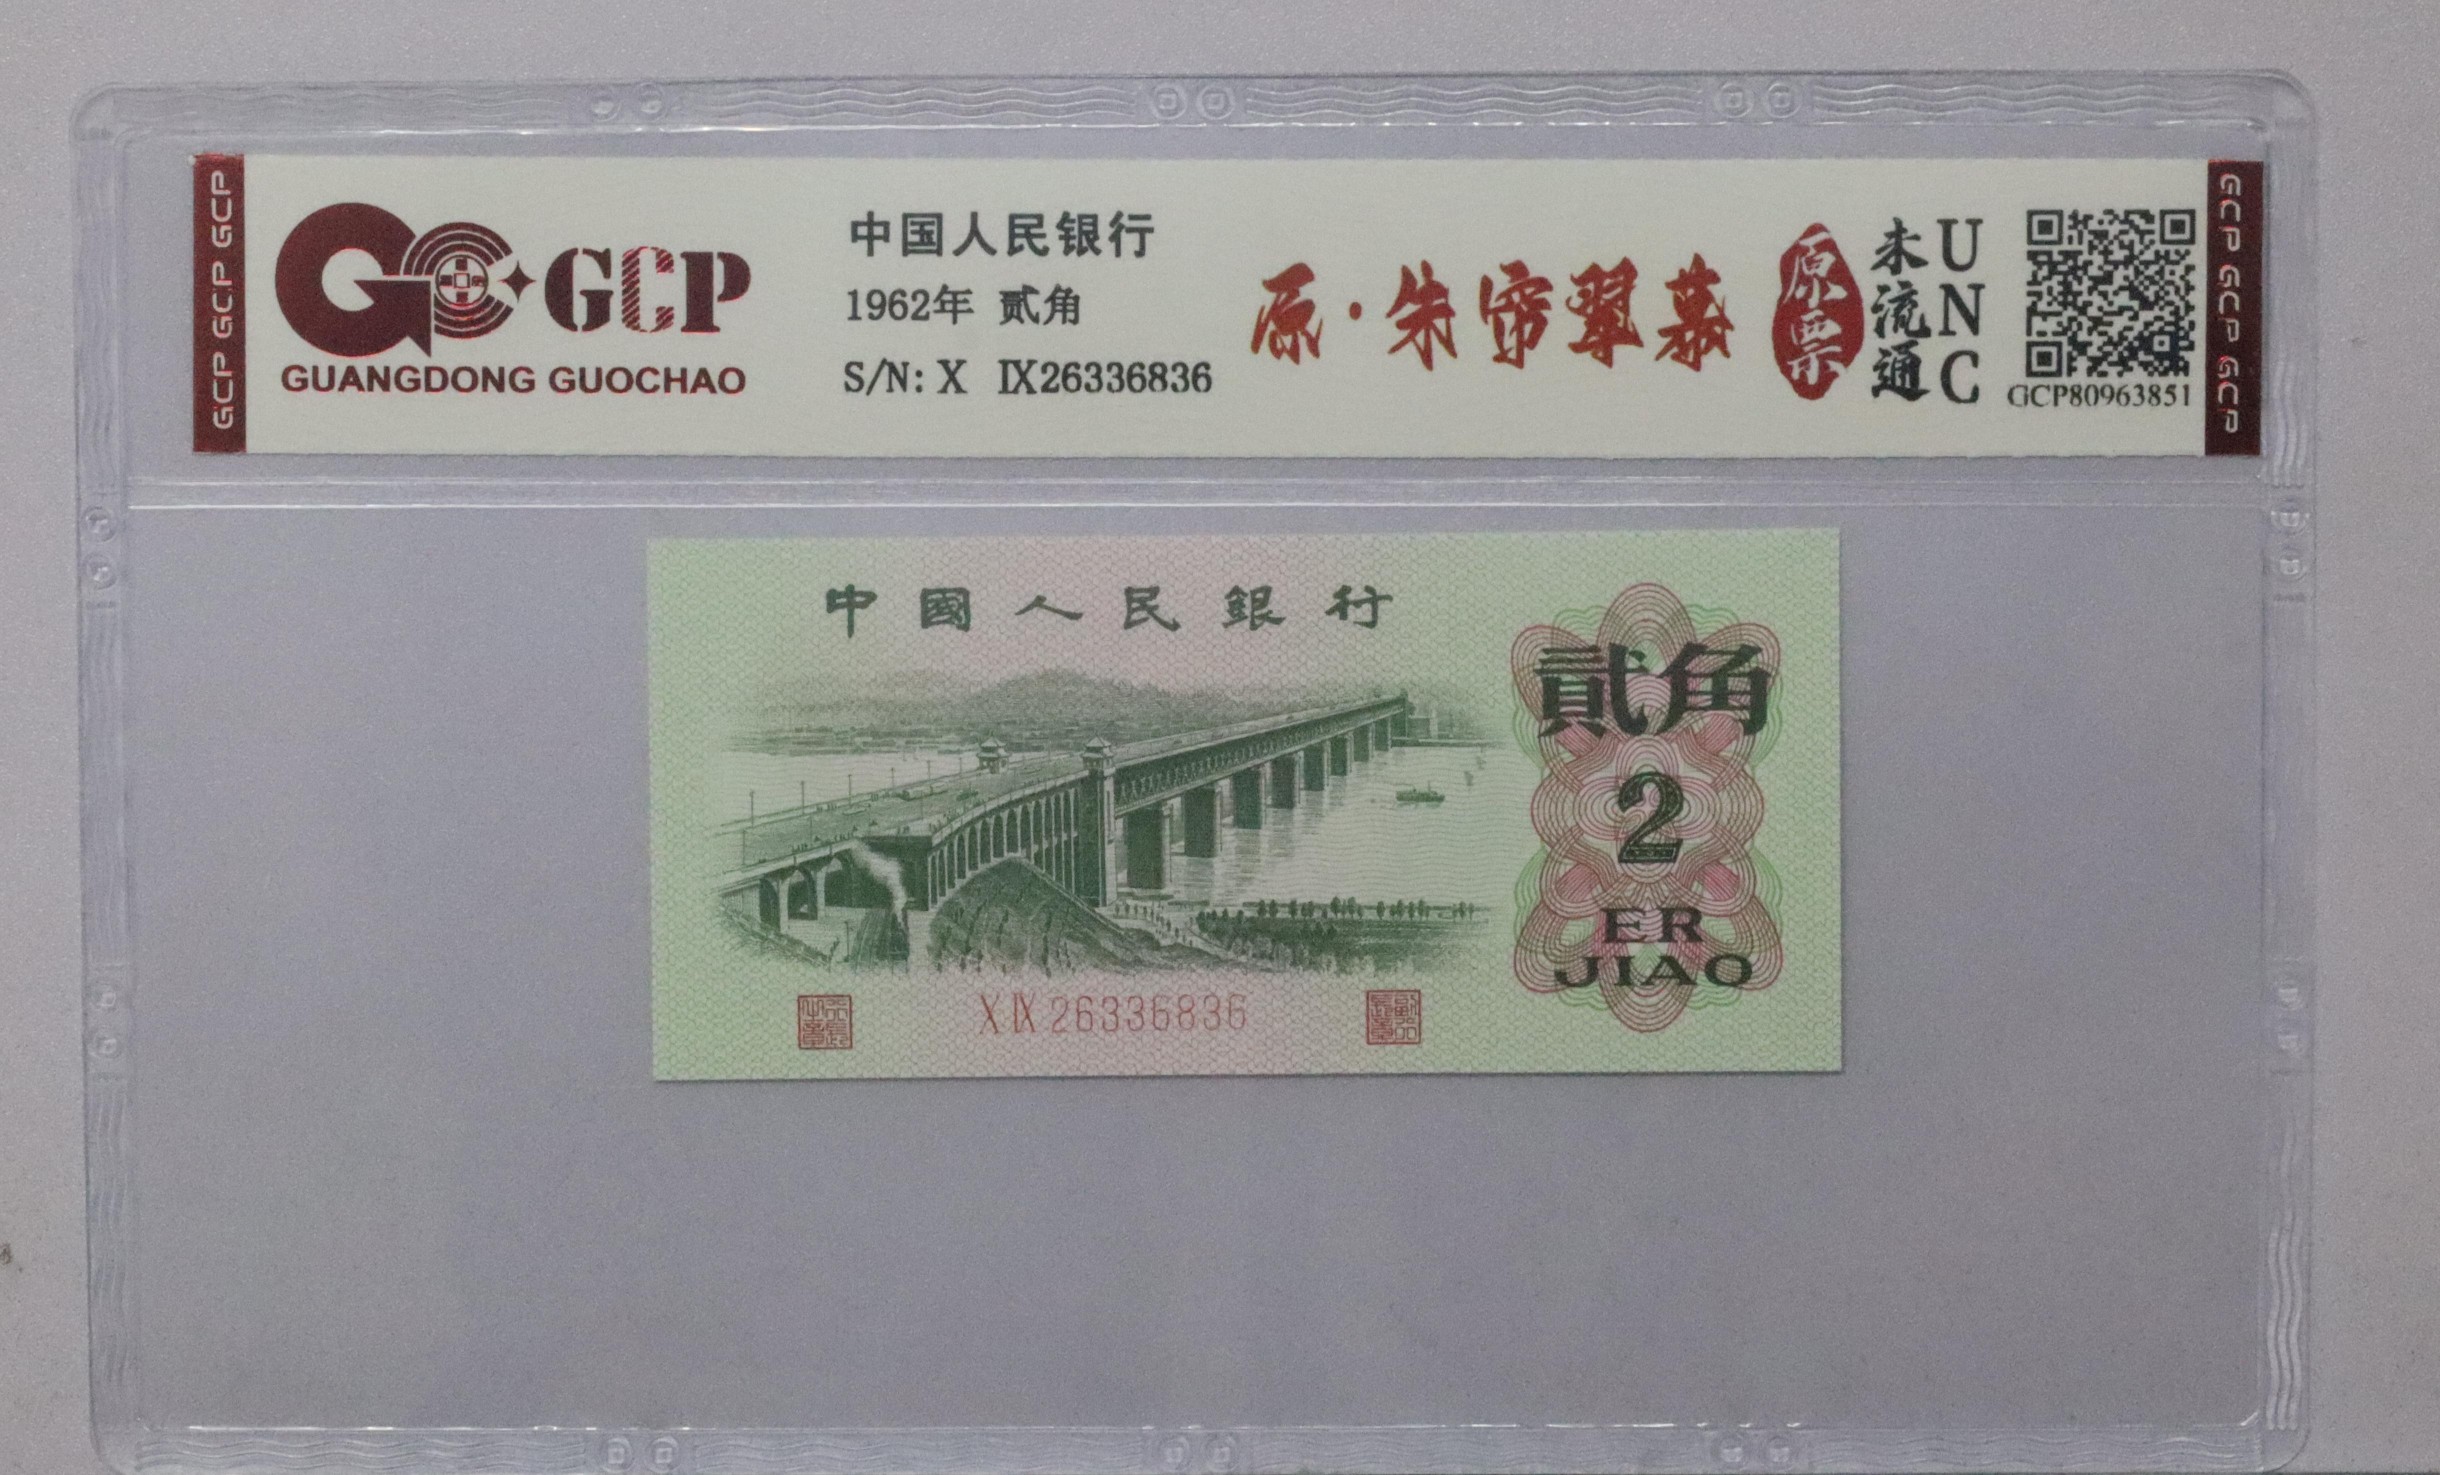 GCP GCP GCP
GCP
GUANGDONG GUOCHAO
中国人民银行
1962年 贰角
S/N: X Ⅸ26336836
原·朱帘翠幕
原票
未流通
UNC
GCP80963851
GCP GCP GCP
中國人民銀行
貳角
2
ER
JIAO
X Ⅸ 26336836